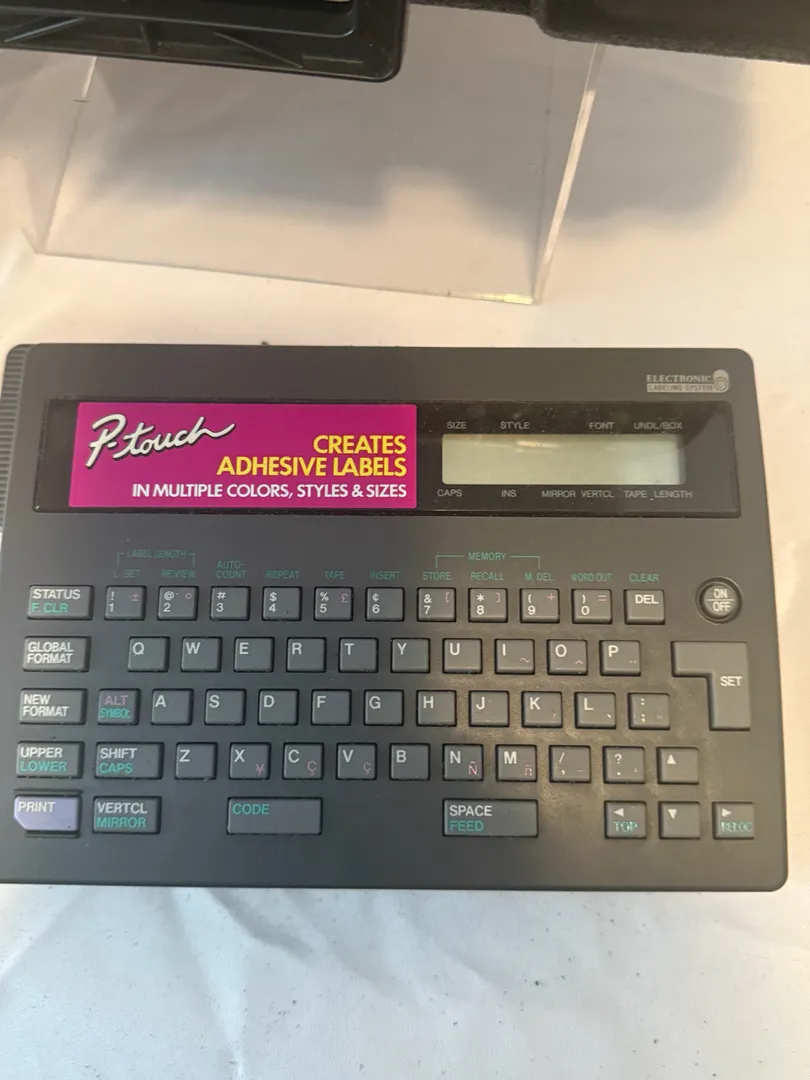 ELECTRONIC
LABELING SYSTEM
P-touch
CREATES
ADHESIVE LABELS
IN MULTIPLE COLORS, STYLES & SIZES
SIZE STYLE FONT UNDL/BOX
CAPS INS MIRROR VERTCL TAPE LENGTH
LABEL LENGTH MEMORY
L. SET REVIEW AUTO-COUNT REPEAT TAPE INSERT STORE RECALL M. DEL WORD OUT CLEAR
STATUS ! ± @ ° # $ % £ ¢ & [ * ] ( + ) = ON
F. CLR 1 2 3 4 5 6 7 8 9 0 DEL OFF
GLOBAL
FORMAT Q W E R T Y U I O P SET
NEW
FORMAT ALT
SYMBOL A S D F G H J K L : ;
UPPER
LOWER SHIFT
CAPS Z X ¥ C Ç V ç B N Ñ M ñ / ? ▲
PRINT VERTCL
MIRROR CODE SPACE
FEED ◄ TOP ▼ ► RELOC